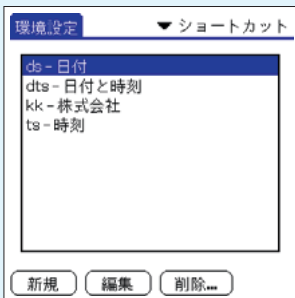 環境設定 ▼ ショートカット
ds - 日付
dts - 日付と時刻
kk - 株式会社
ts - 時刻
新規 編集 削除...